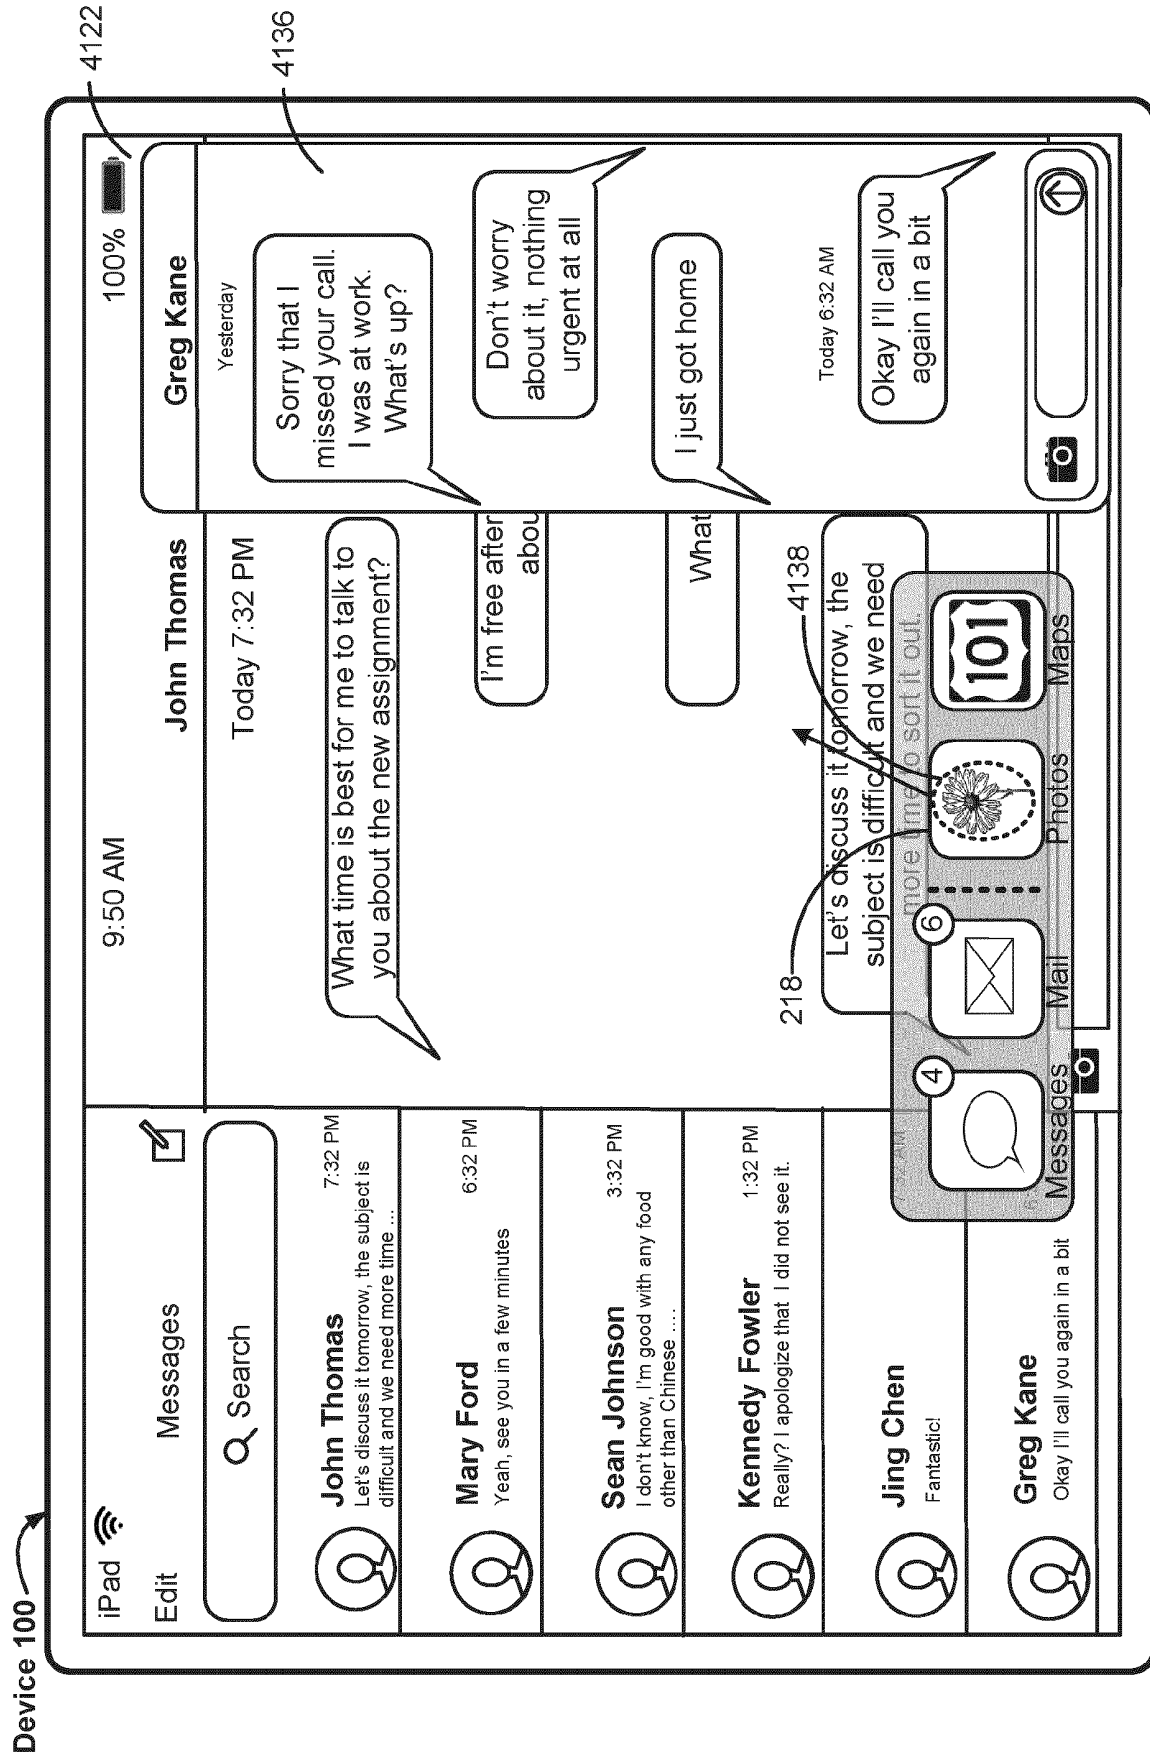 Device 100
iPad
9:50 AM
100%
4122
4136
Edit
Messages
Search
John Thomas
7:32 PM
Let's discuss it tomorrow, the subject is
difficult and we need more time ...
Mary Ford
6:32 PM
Yeah, see you in a few minutes
Sean Johnson
3:32 PM
I don't know, I'm good with any food
other than Chinese ....
Kennedy Fowler
1:32 PM
Really? I apologize that I did not see it.
Jing Chen
7:32 AM
Fantastic!
Greg Kane
Okay I'll call you again in a bit
John Thomas
Today 7:32 PM
What time is best for me to talk to
you about the new assignment?
I'm free after
abou
What
Let's discuss it tomorrow, the
subject is difficult and we need
more time to sort it out.
218
4138
Greg Kane
Yesterday
Sorry that I
missed your call.
I was at work.
What's up?
Don't worry
about it, nothing
urgent at all
I just got home
Today 6:32 AM
Okay I'll call you
again in a bit
4
6
101
Messages
Mail
Photos
Maps